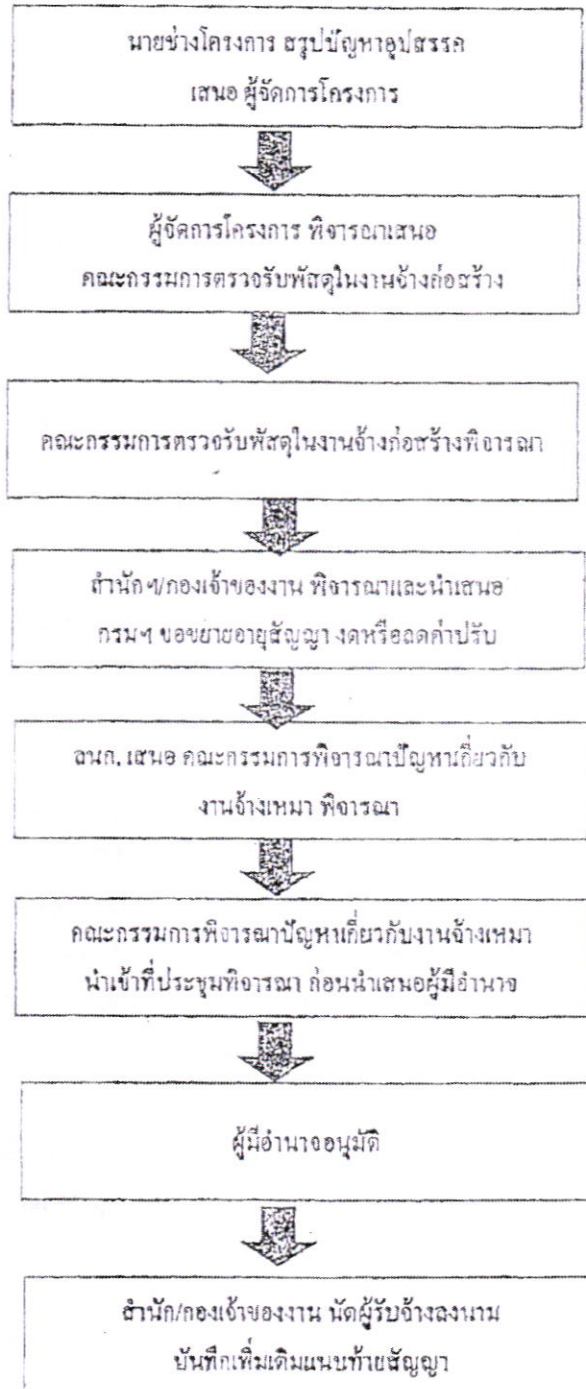 นายช่างโครงการ สรุปปัญหาอุปสรรค
เสนอ ผู้จัดการโครงการ
ผู้จัดการโครงการ พิจารณาเสนอ
คณะกรรมการตรวจรับพัสดุในงานจ้างก่อสร้าง
คณะกรรมการตรวจรับพัสดุในงานจ้างก่อสร้างพิจารณา
สำนักฯ/กองเจ้าของงาน พิจารณาและนำเสนอ
กรมฯ ขอขยายอายุสัญญา งดหรือลดค่าปรับ
ลนก. เสนอ คณะกรรมการพิจารณาปัญหาเกี่ยวกับ
งานจ้างเหมา พิจารณา
คณะกรรมการพิจารณาปัญหาเกี่ยวกับงานจ้างเหมา
นำเข้าที่ประชุมพิจารณา ก่อนนำเสนอผู้มีอำนาจ
ผู้มีอำนาจอนุมัติ
สำนัก/กองเจ้าของงาน นัดผู้รับจ้างลงนาม
บันทึกเพิ่มเติมแนบท้ายสัญญา